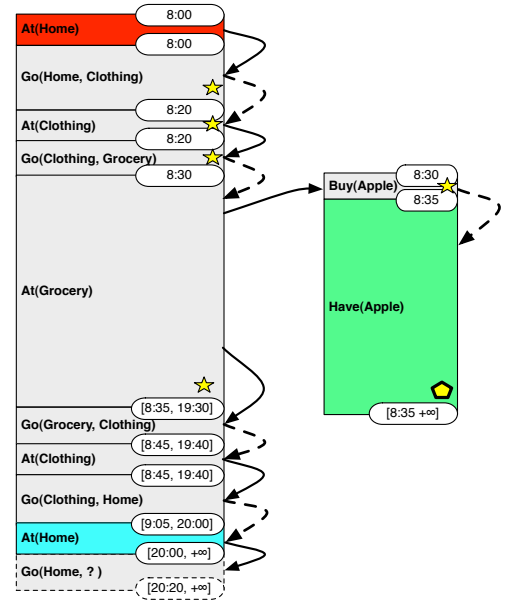 8:00
At(Home)
8:00
Go(Home, Clothing)
8:20
At(Clothing)
8:20
Go(Clothing, Grocery)
8:30
At(Grocery)
[8:35, 19:30]
Go(Grocery, Clothing)
[8:45, 19:40]
At(Clothing)
[8:45, 19:40]
Go(Clothing, Home)
[9:05, 20:00]
At(Home)
[20:00, +∞]
Go(Home, ? )
[20:20, +∞]
8:30
Buy(Apple)
8:35
Have(Apple)
[8:35 +∞]